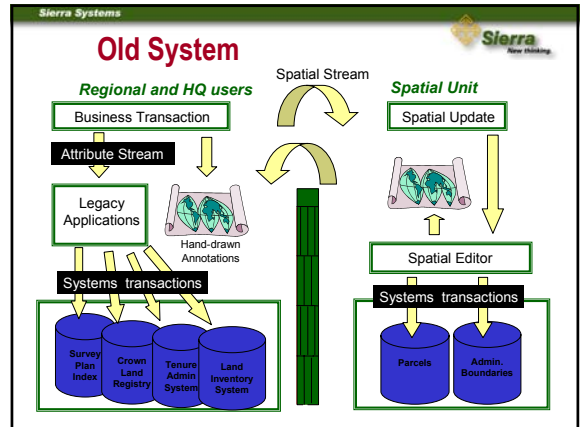 Sierra Systems
Sierra
New thinking.
Old System
Regional and HQ users
Spatial Stream
Spatial Unit
Business Transaction
Spatial Update
Attribute Stream
Legacy
Applications
Hand-drawn
Annotations
Spatial Editor
Systems transactions
Systems transactions
Survey
Plan
Index
Crown
Land
Registry
Tenure
Admin
System
Land
Inventory
System
Parcels
Admin.
Boundaries